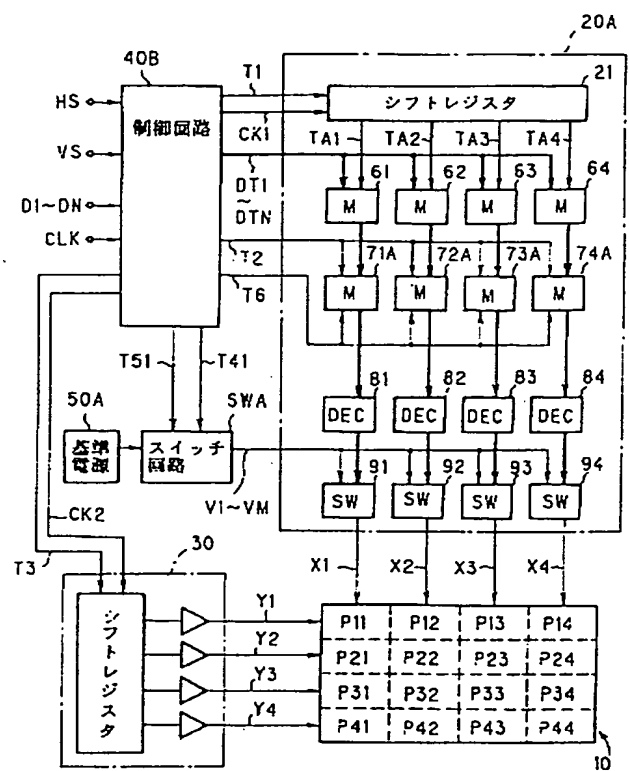 20A
40B
T1
21
HS
制御回路
シフトレジスタ
CK1
TA1
TA2
TA3
TA4
VS
DT1
~DTN
61
62
63
64
D1~DN
M
M
M
M
CLK
T2
71A
72A
73A
74A
T6
M
M
M
M
T51
T41
81
82
83
84
50A
SWA
DEC
DEC
DEC
DEC
基準電源
スイッチ回路
91
92
93
94
V1~VM
SW
SW
SW
SW
CK2
T3
30
X1
X2
X3
X4
シフトレジスタ
Y1
P11 P12 P13 P14
Y2
P21 P22 P23 P24
Y3
P31 P32 P33 P34
Y4
P41 P42 P43 P44
10